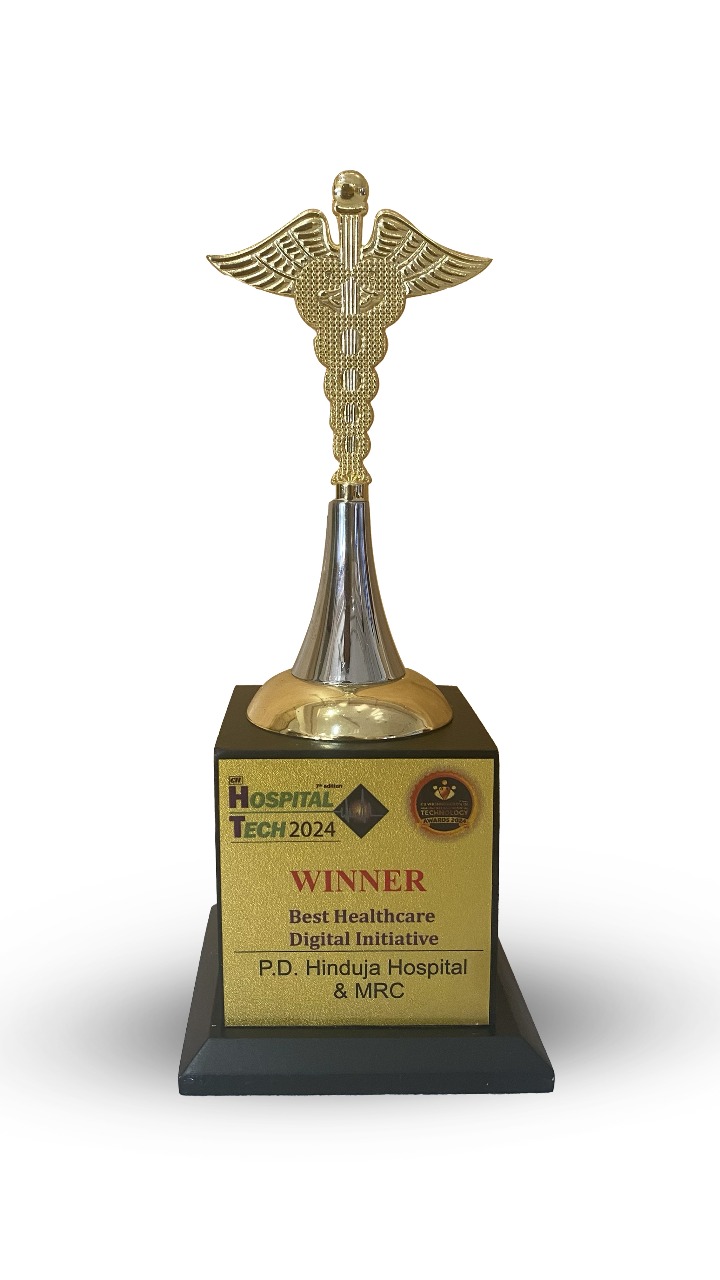 7th edition
HOSPITAL
TECH 2024
TECHNOLOGY
AWARDS 2024
WINNER
Best Healthcare
Digital Initiative
P.D. Hinduja Hospital
& MRC